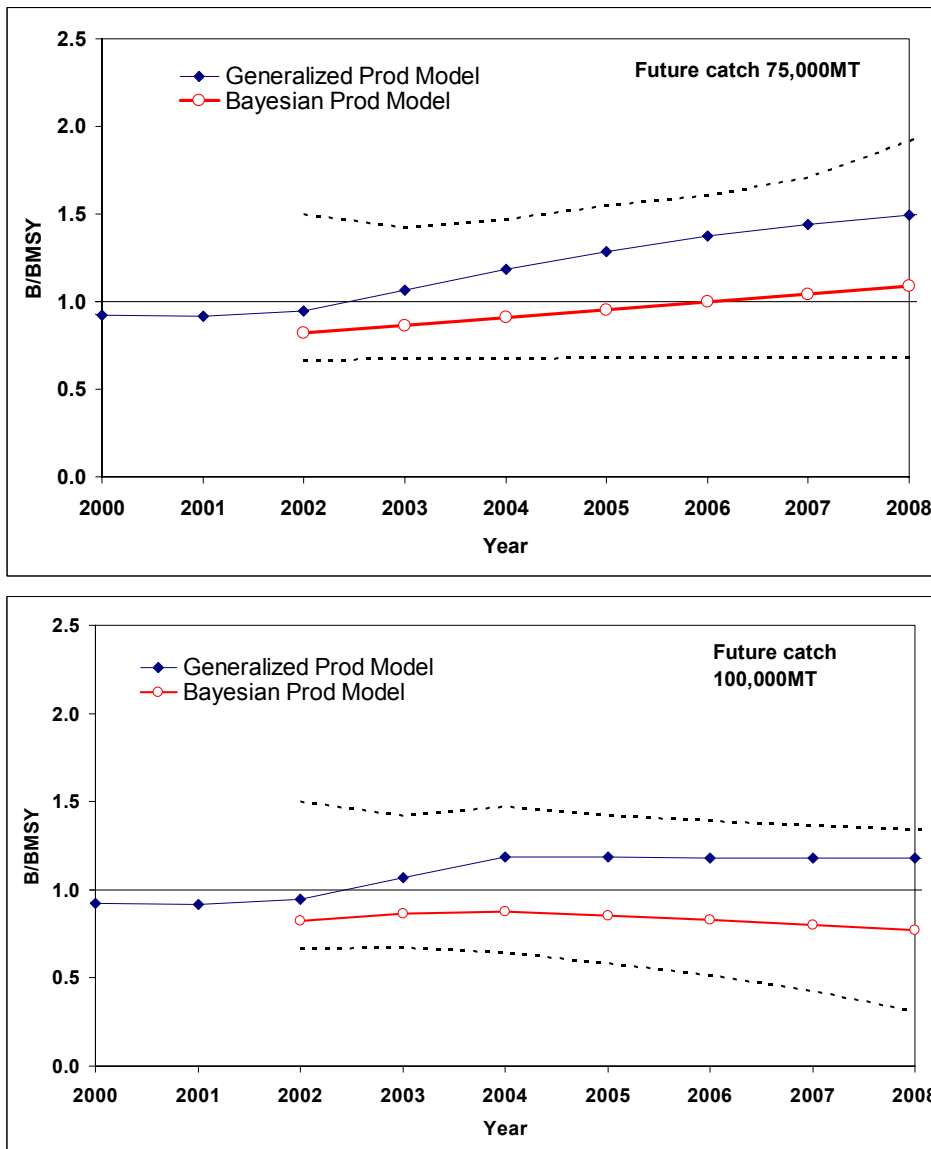 2.5
Generalized Prod Model
Future catch 75,000MT
Bayesian Prod Model
2.0
1.5
B/BMSY
1.0
0.5
0.0
2000 2001 2002 2003 2004 2005 2006 2007 2008
Year
2.5
Generalized Prod Model
Future catch
Bayesian Prod Model
100,000MT
2.0
1.5
B/BMSY
1.0
0.5
0.0
2000 2001 2002 2003 2004 2005 2006 2007 2008
Year